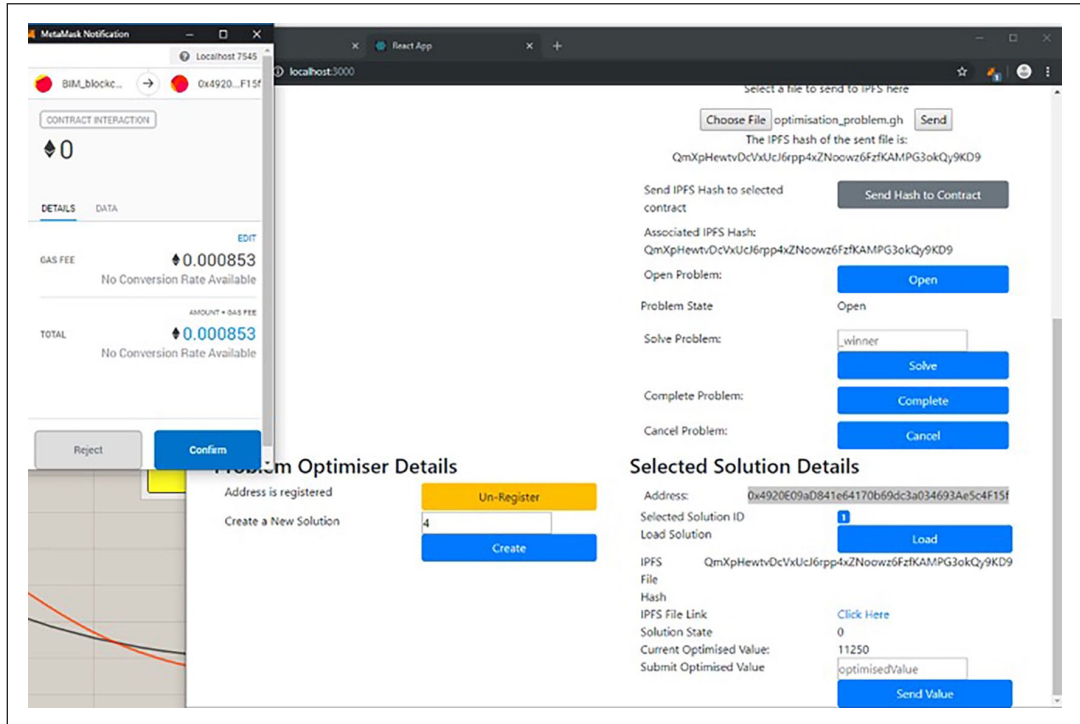 MetaMask Notification
Localhost 7545
BIM_blockc...
0x4920...F15f
CONTRACT INTERACTION
0
DETAILS
DATA
EDIT
GAS FEE
0.000853
No Conversion Rate Available
AMOUNT + GAS FEE
TOTAL
0.000853
No Conversion Rate Available
Reject
Confirm
React App
localhost:3000
Select a file to send to IPFS here
Choose File optimisation_problem.gh Send
The IPFS hash of the sent file is:
QmXpHewtvDcVxUcJ6rpp4xZNoowz6FzfKAMPG3okQy9KD9
Send IPFS Hash to selected
contract
Send Hash to Contract
Associated IPFS Hash:
QmXpHewtvDcVxUcJ6rpp4xZNoowz6FzfKAMPG3okQy9KD9
Open Problem:
Open
Problem State
Open
Solve Problem:
_winner
Solve
Complete Problem:
Complete
Cancel Problem:
Cancel
Problem Optimiser Details
Address is registered
Un-Register
Create a New Solution
4
Create
Selected Solution Details
Address:
0x4920E09aD841e64170b69dc3a034693Ae5c4F15f
Selected Solution ID
1
Load Solution
Load
IPFS
File
Hash
QmXpHewtvDcVxUcJ6rpp4xZNoowz6FzfKAMPG3okQy9KD9
IPFS File Link
Click Here
Solution State
0
Current Optimised Value:
11250
Submit Optimised Value
optimisedValue
Send Value